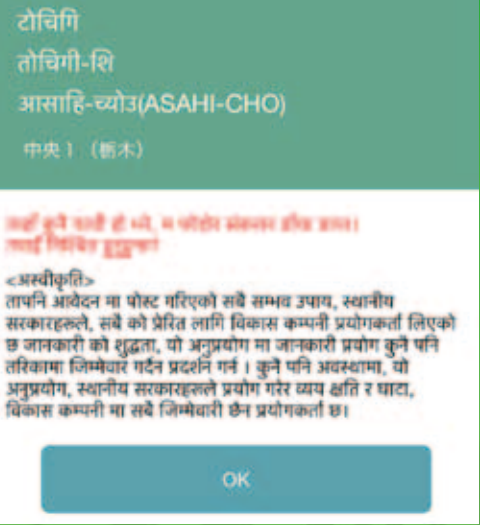 टोचिगि
तोचिगी-शि
आसाहि-च्योउ(ASAHI-CHO)
中央1 (栃木)
<अस्वीकृति>
तापनि आवेदन मा पोस्ट गरिएको सबै सम्भव उपाय, स्थानीय
सरकारहरूले, सबै को प्रेरित लागि विकास कम्पनी प्रयोगकर्ता लिएको
छ जानकारी को शुद्धता, यो अनुप्रयोग मा जानकारी प्रयोग कुनै पनि
तरिकामा जिम्मेवार गर्दैन प्रदर्शन गर्न । कुनै पनि अवस्थामा, यो
अनुप्रयोग, स्थानीय सरकारहरूले प्रयोग गरेर व्यय क्षति र घाटा,
विकास कम्पनी मा सबै जिम्मेवारी छैन प्रयोगकर्ता छ।
OK